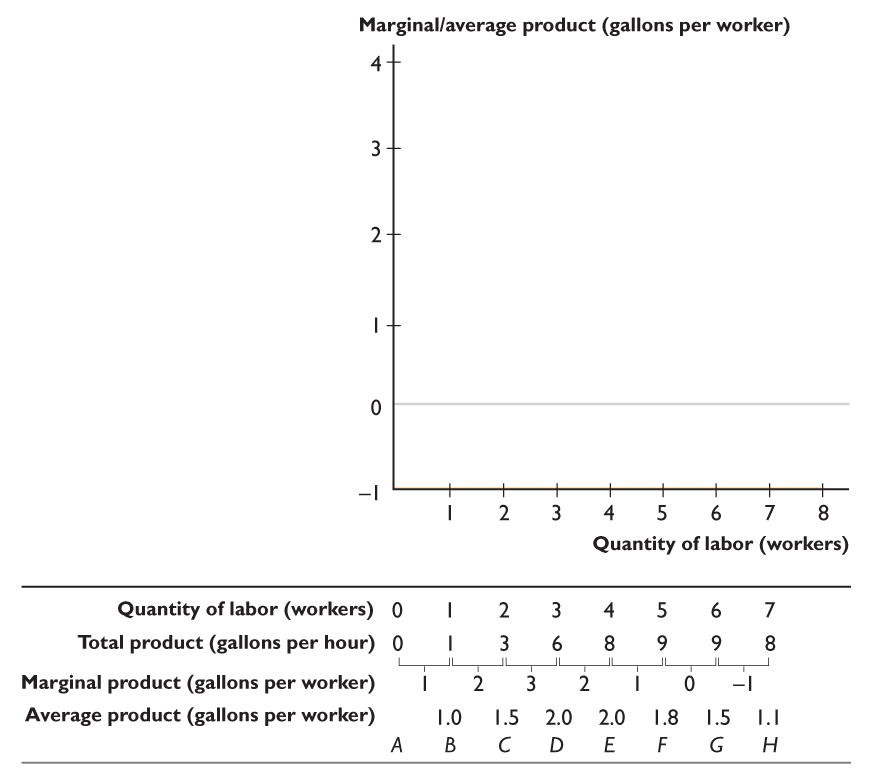 Marginal/average product (gallons per worker)
4
3
2
1
0
–1
1 2 3 4 5 6 7 8
Quantity of labor (workers)
Quantity of labor (workers) 0 1 2 3 4 5 6 7
Total product (gallons per hour) 0 1 3 6 8 9 9 8
Marginal product (gallons per worker) 1 2 3 2 1 0 –1
Average product (gallons per worker) 1.0 1.5 2.0 2.0 1.8 1.5 1.1
A B C D E F G H